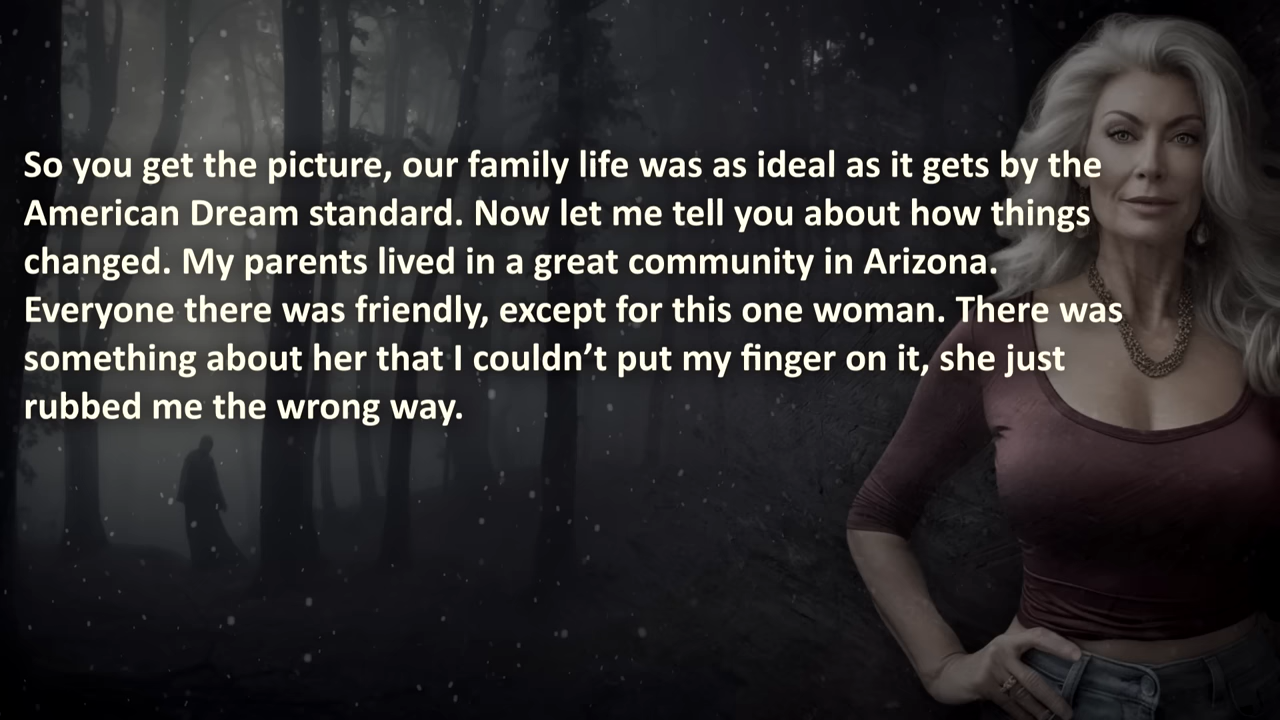 So you get the picture, our family life was as ideal as it gets by the
American Dream standard. Now let me tell you about how things
changed. My parents lived in a great community in Arizona.
Everyone there was friendly, except for this one woman. There was
something about her that I couldn’t put my finger on it, she just
rubbed me the wrong way.